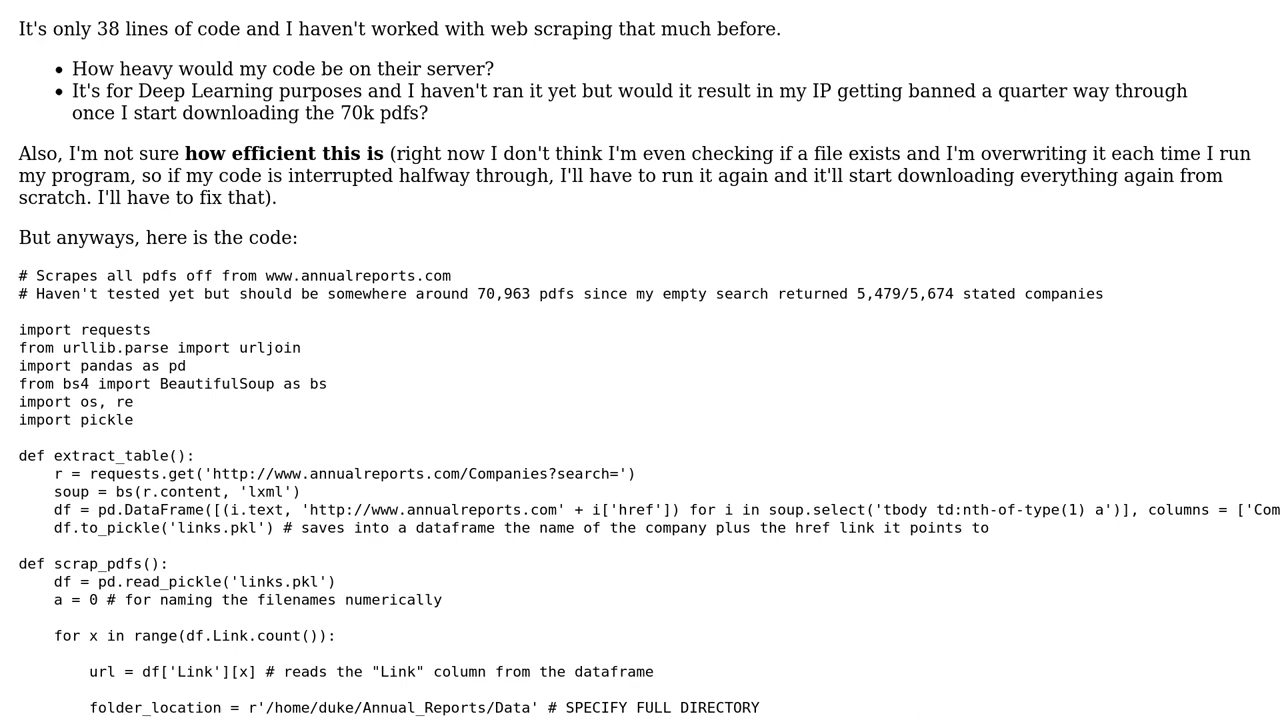 It's only 38 lines of code and I haven't worked with web scraping that much before.
• How heavy would my code be on their server?
• It's for Deep Learning purposes and I haven't ran it yet but would it result in my IP getting banned a quarter way through
once I start downloading the 70k pdfs?
Also, I'm not sure how efficient this is (right now I don't think I'm even checking if a file exists and I'm overwriting it each time I run
my program, so if my code is interrupted halfway through, I'll have to run it again and it'll start downloading everything again from
scratch. I'll have to fix that).
But anyways, here is the code:
# Scrapes all pdfs off from www.annualreports.com
# Haven't tested yet but should be somewhere around 70,963 pdfs since my empty search returned 5,479/5,674 stated companies
import requests
from urllib.parse import urljoin
import pandas as pd
from bs4 import BeautifulSoup as bs
import os, re
import pickle
def extract_table():
    r = requests.get('http://www.annualreports.com/Companies?search=')
    soup = bs(r.content, 'lxml')
    df = pd.DataFrame([(i.text, 'http://www.annualreports.com' + i['href']) for i in soup.select('tbody td:nth-of-type(1) a')], columns = ['Com
    df.to_pickle('links.pkl') # saves into a dataframe the name of the company plus the href link it points to
def scrap_pdfs():
    df = pd.read_pickle('links.pkl')
    a = 0 # for naming the filenames numerically
    for x in range(df.Link.count()):
        url = df['Link'][x] # reads the "Link" column from the dataframe
        folder_location = r'/home/duke/Annual_Reports/Data' # SPECIFY FULL DIRECTORY